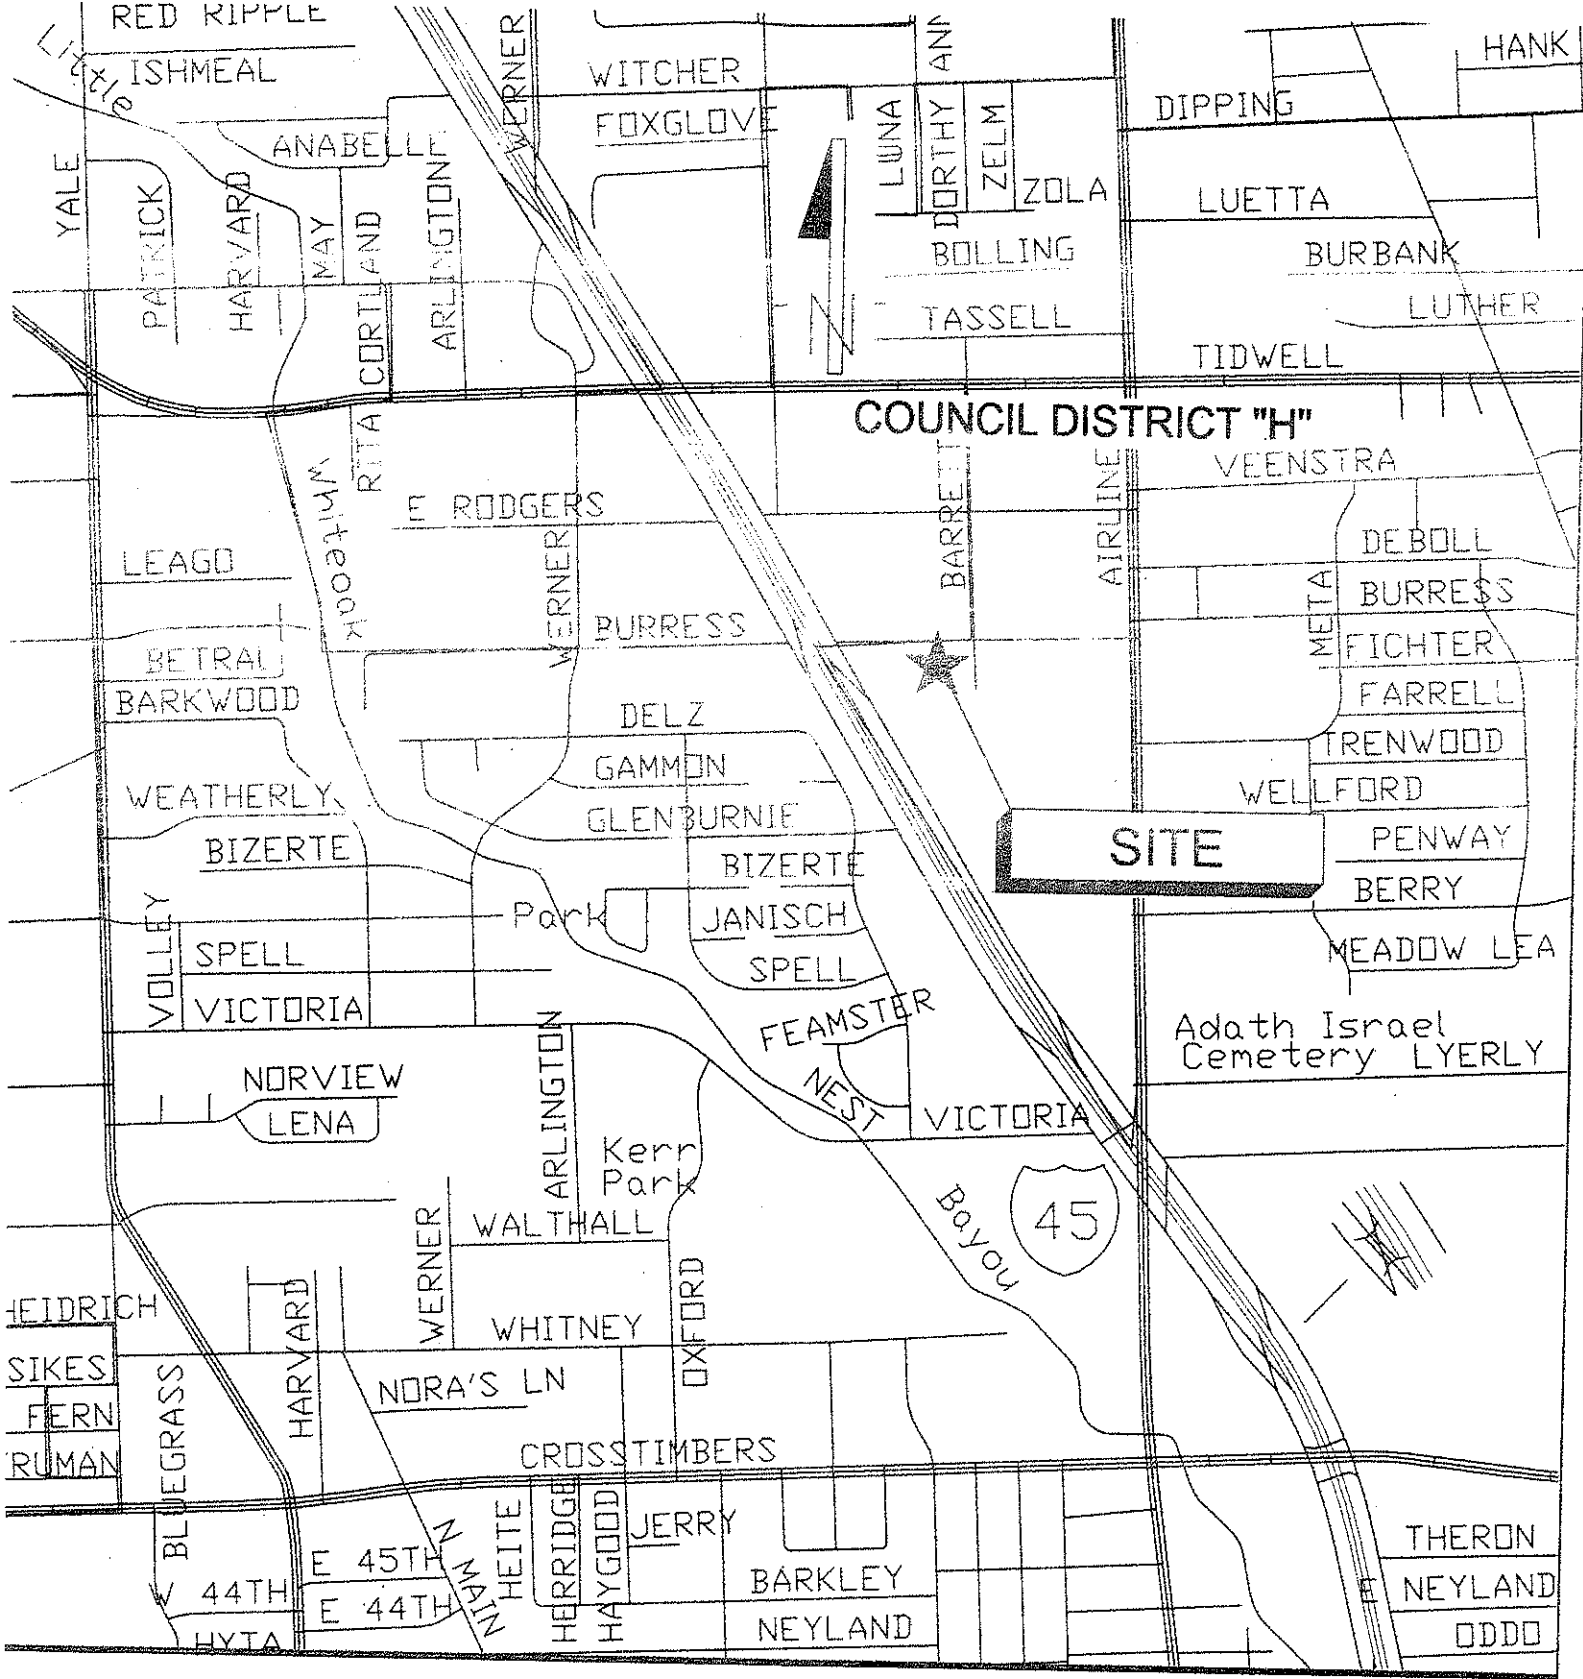 RED RIPPLE
ISHMEAL
WERNER
WITCHER
FOXGLOVE
ANN
HANK
DIPPING
ANABELLE
YALE
PATRICK
HARVARD
MAY
CORTLAND
ARLINGTON
LUNA
DORTHY
ZELM
ZOLA
LUETTA
BOLLING
BURBANK
N
TASSELL
LUTHER
TIDWELL
COUNCIL DISTRICT "H"
RITTA
Whiteoak
E RODGERS
WERNER
BARRETT
AIRLINE
VEENSTRA
LEAGO
DEBOLL
META
BURRESS
BURRESS
BETRAL
FICHTER
BARKWOOD
FARRELL
DELZ
TRENWOOD
GAMMON
WEATHERLY
WELLFORD
GLENBURNIE
BIZERTE
SITE
PENWAY
BIZERTE
BERRY
VOLLEY
Park
JANISCH
SPELL
SPELL
MEADOW LEA
VICTORIA
FEAMSTER
Adath Israel
Cemetery LYERLY
ARLINGTON
NORVIEW
NEST
LENA
VICTORIA
Kerr
Park
Bayou
45
WERNER
WALTHALL
OXFORD
HEIDRICH
HARVARD
WHITNEY
SIKES
NORA'S LN
FERN
BLUEGRASS
RUMAN
CROSSTIMBERS
N MAIN
HEITE
HERRIDGE
HAYGOOD
JERRY
THERON
E 45TH
W 44TH
E 44TH
BARKLEY
E NEYLAND
HYTA
NEYLAND
ODDO